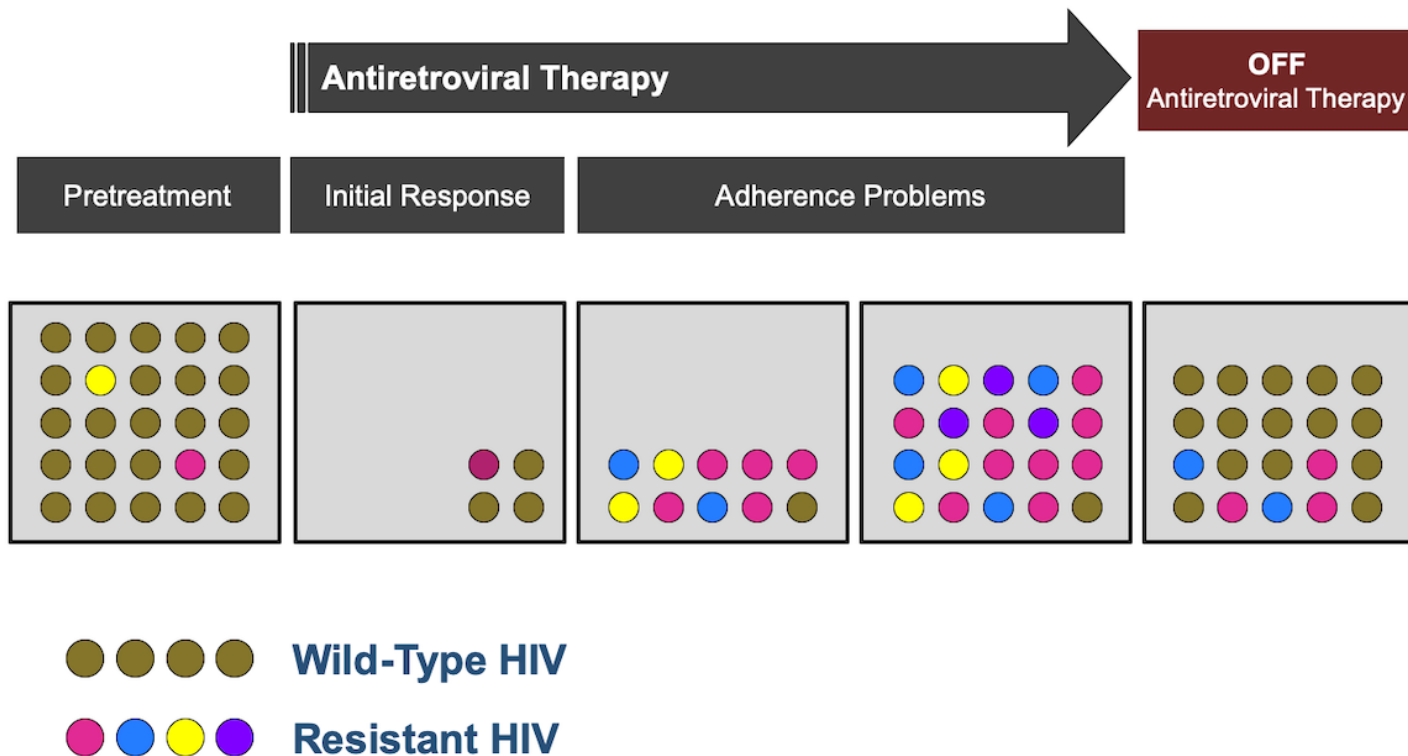 Antiretroviral Therapy
OFF
Antiretroviral Therapy
Pretreatment
Initial Response
Adherence Problems
Wild-Type HIV
Resistant HIV